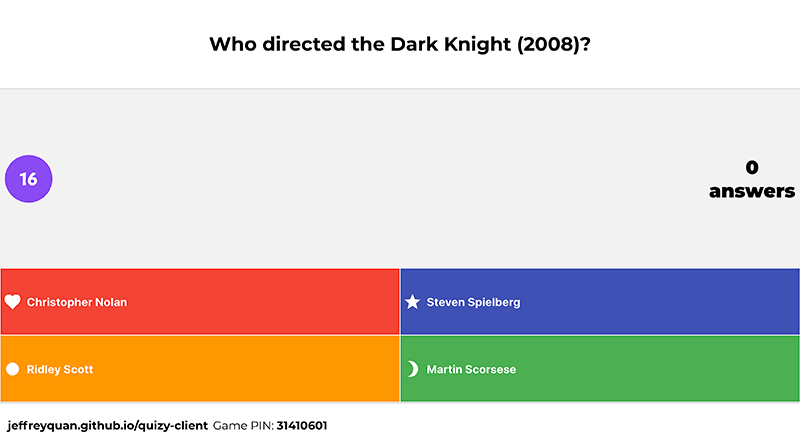 Who directed the Dark Knight (2008)?
16
0
answers
Christopher Nolan
Steven Spielberg
Ridley Scott
Martin Scorsese
jeffreyquan.github.io/quizy-client Game PIN: 31410601